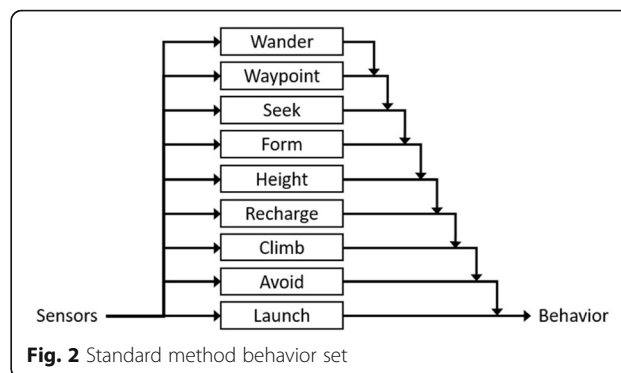 Wander
Waypoint
Seek
Form
Height
Recharge
Climb
Avoid
Sensors Launch Behavior
Fig. 2 Standard method behavior set